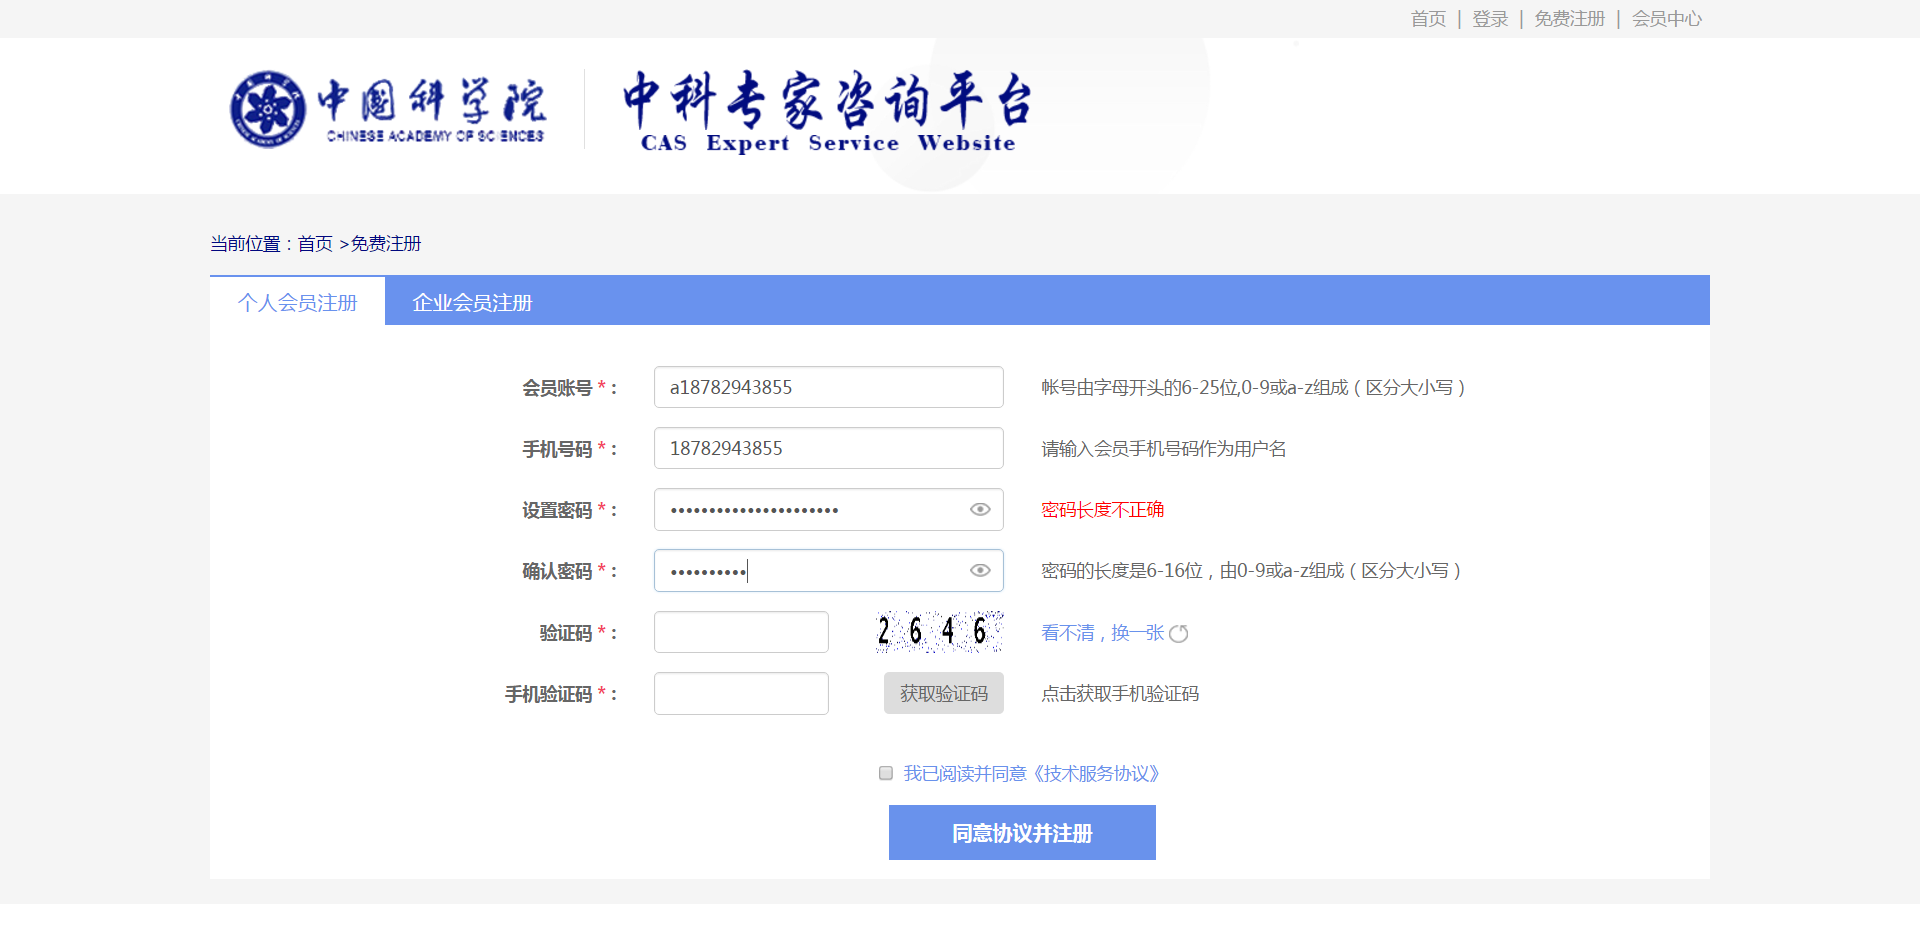 首页 | 登录 | 免费注册 | 会员中心
中国科学院
CHINESE ACADEMY OF SCIENCES
中科专家咨询平台
CAS Expert Service Website
当前位置：首页 >免费注册
个人会员注册 企业会员注册
会员账号 *： a18782943855 帐号由字母开头的6-25位,0-9或a-z组成（区分大小写）
手机号码 *： 18782943855 请输入会员手机号码作为用户名
设置密码 *： •••••••••••••••••••••• 密码长度不正确
确认密码 *： •••••••••• 密码的长度是6-16位，由0-9或a-z组成（区分大小写）
验证码 *： 2 6 4 6 看不清，换一张
手机验证码 *： 获取验证码 点击获取手机验证码
我已阅读并同意《技术服务协议》
同意协议并注册